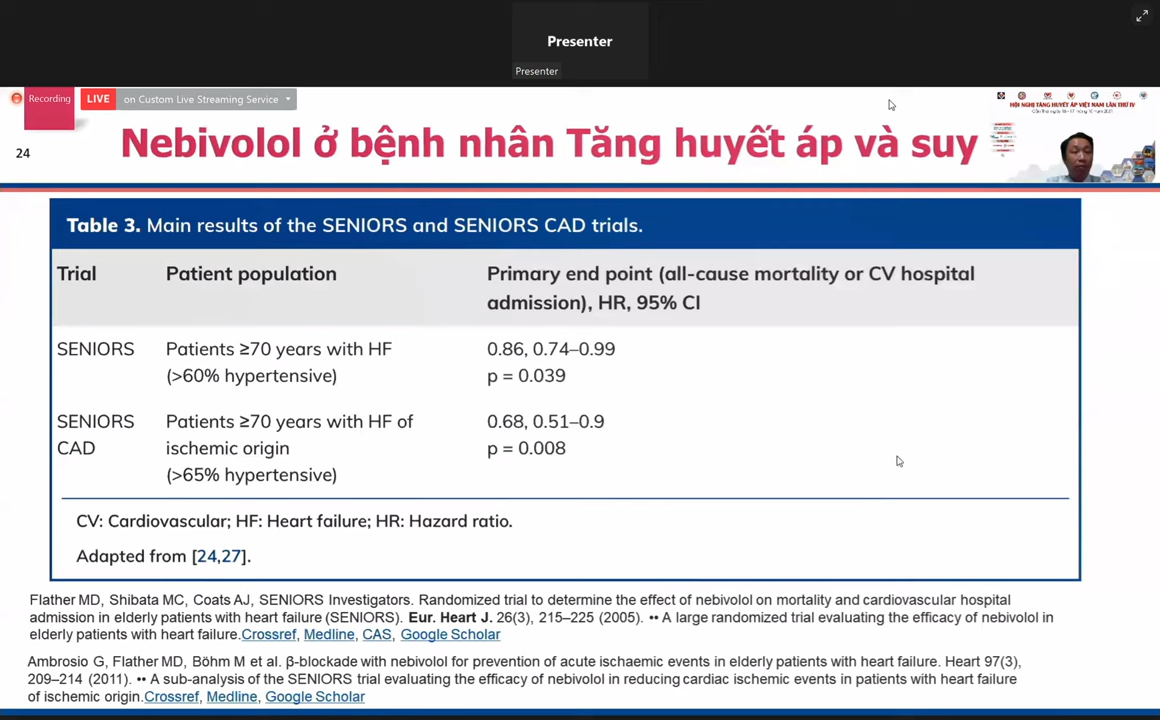 Presenter
Presenter
Recording
LIVE on Custom Live Streaming Service
HỘI NGHỊ TĂNG HUYẾT ÁP VIỆT NAM LẦN THỨ IV
24
Nebivolol ở bệnh nhân Tăng huyết áp và suy
Table 3. Main results of the SENIORS and SENIORS CAD trials.
Trial Patient population Primary end point (all-cause mortality or CV hospital
admission), HR, 95% CI
SENIORS Patients ≥70 years with HF 0.86, 0.74–0.99
(>60% hypertensive) p = 0.039
SENIORS Patients ≥70 years with HF of 0.68, 0.51–0.9
CAD ischemic origin p = 0.008
(>65% hypertensive)
CV: Cardiovascular; HF: Heart failure; HR: Hazard ratio.
Adapted from [24,27].
Flather MD, Shibata MC, Coats AJ, SENIORS Investigators. Randomized trial to determine the effect of nebivolol on mortality and cardiovascular hospital
admission in elderly patients with heart failure (SENIORS). Eur. Heart J. 26(3), 215–225 (2005). •• A large randomized trial evaluating the efficacy of nebivolol in
elderly patients with heart failure.Crossref, Medline, CAS, Google Scholar
Ambrosio G, Flather MD, Böhm M et al. β-blockade with nebivolol for prevention of acute ischaemic events in elderly patients with heart failure. Heart 97(3),
209–214 (2011). •• A sub-analysis of the SENIORS trial evaluating the efficacy of nebivolol in reducing cardiac ischemic events in patients with heart failure
of ischemic origin.Crossref, Medline, Google Scholar